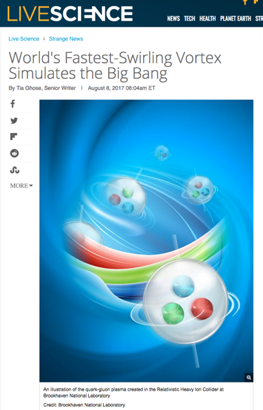 LIVESCIENCE
NEWS TECH HEALTH PLANET EARTH
Live Science › Strange News
World's Fastest-Swirling Vortex
Simulates the Big Bang
By Tia Ghose, Senior Writer | August 8, 2017 08:04am ET
MORE
An illustration of the quark-gluon plasma created in the Relativistic Heavy Ion Collider at
Brookhaven National Laboratory
Credit: Brookhaven National Laboratory